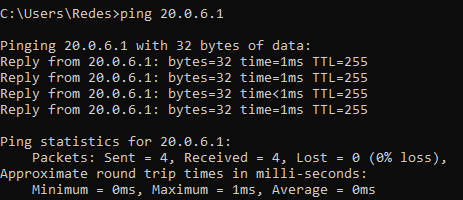 C:\Users\Redes>ping 20.0.6.1
Pinging 20.0.6.1 with 32 bytes of data:
Reply from 20.0.6.1: bytes=32 time=1ms TTL=255
Reply from 20.0.6.1: bytes=32 time=1ms TTL=255
Reply from 20.0.6.1: bytes=32 time<1ms TTL=255
Reply from 20.0.6.1: bytes=32 time=1ms TTL=255
Ping statistics for 20.0.6.1:
    Packets: Sent = 4, Received = 4, Lost = 0 (0% loss),
Approximate round trip times in milli-seconds:
    Minimum = 0ms, Maximum = 1ms, Average = 0ms